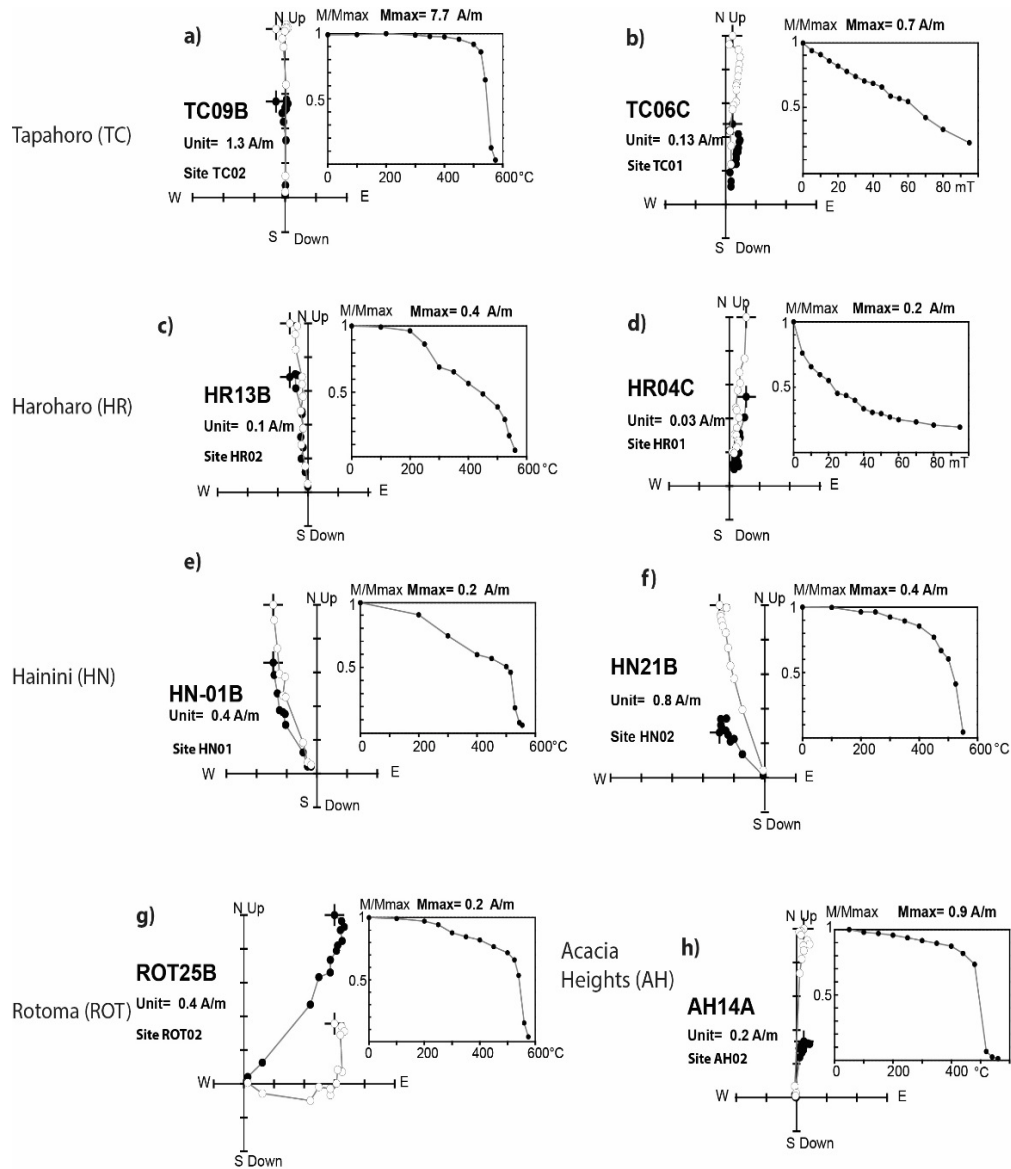 a)
N Up
M/Mmax Mmax= 7.7 A/m
1
0.5
0 200 400 600°C
TC09B
Unit= 1.3 A/m
Site TC02
W E
S Down
Tapahoro (TC)
b)
N Up
M/Mmax Mmax= 0.7 A/m
1
0.5
0 20 40 60 80 mT
TC06C
Unit= 0.13 A/m
Site TC01
W E
S Down
c)
N Up
M/Mmax Mmax= 0.4 A/m
1
0.5
0 200 400 600°C
HR13B
Unit= 0.1 A/m
Site HR02
W E
S Down
Haroharo (HR)
d)
N Up
M/Mmax Mmax= 0.2 A/m
1
0.5
0 20 40 60 80 mT
HR04C
Unit= 0.03 A/m
Site HR01
W E
S Down
e)
N Up
M/Mmax Mmax= 0.2 A/m
1
0.5
0 200 400 600°C
HN-01B
Unit= 0.4 A/m
Site HN01
W E
S Down
Hainini (HN)
f)
N Up
M/Mmax Mmax= 0.4 A/m
1
0.5
0 200 400 600°C
HN21B
Unit= 0.8 A/m
Site HN02
W E
S Down
g)
N Up
M/Mmax Mmax= 0.2 A/m
1
0.5
0 200 400 600°C
ROT25B
Unit= 0.4 A/m
Site ROT02
W E
S Down
Rotoma (ROT)
Acacia
Heights (AH)
h)
N Up
M/Mmax Mmax= 0.9 A/m
1
0.5
0 200 400 °C
AH14A
Unit= 0.2 A/m
Site AH02
W E
S Down